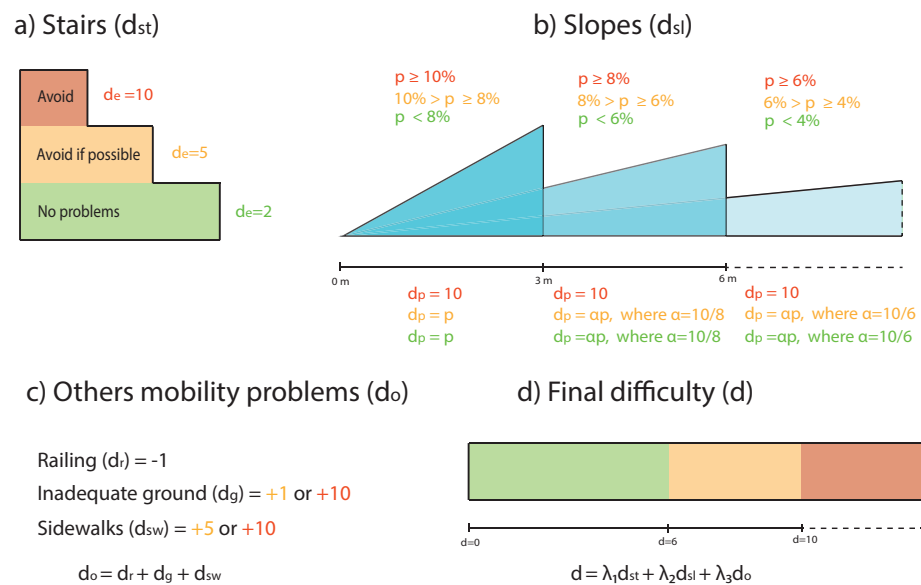 a) Stairs (dst)
Avoid
de =10
Avoid if possible
de=5
No problems
de=2
b) Slopes (dsl)
p ≥ 10%
10% > p ≥ 8%
p < 8%
p ≥ 8%
8% > p ≥ 6%
p < 6%
p ≥ 6%
6% > p ≥ 4%
p < 4%
0 m
3 m
6 m
dp = 10
dp = p
dp = p
dp = 10
dp = αp, where α=10/8
dp = αp, where α=10/8
dp = 10
dp = αp, where α=10/6
dp =αp, where α=10/6
c) Others mobility problems (do)
Railing (dr) = -1
Inadequate ground (dg) = +1 or +10
Sidewalks (dsw) = +5 or +10
do = dr + dg + dsw
d) Final difficulty (d)
d=0
d=6
d=10
d = λ1dst + λ2dsl + λ3do